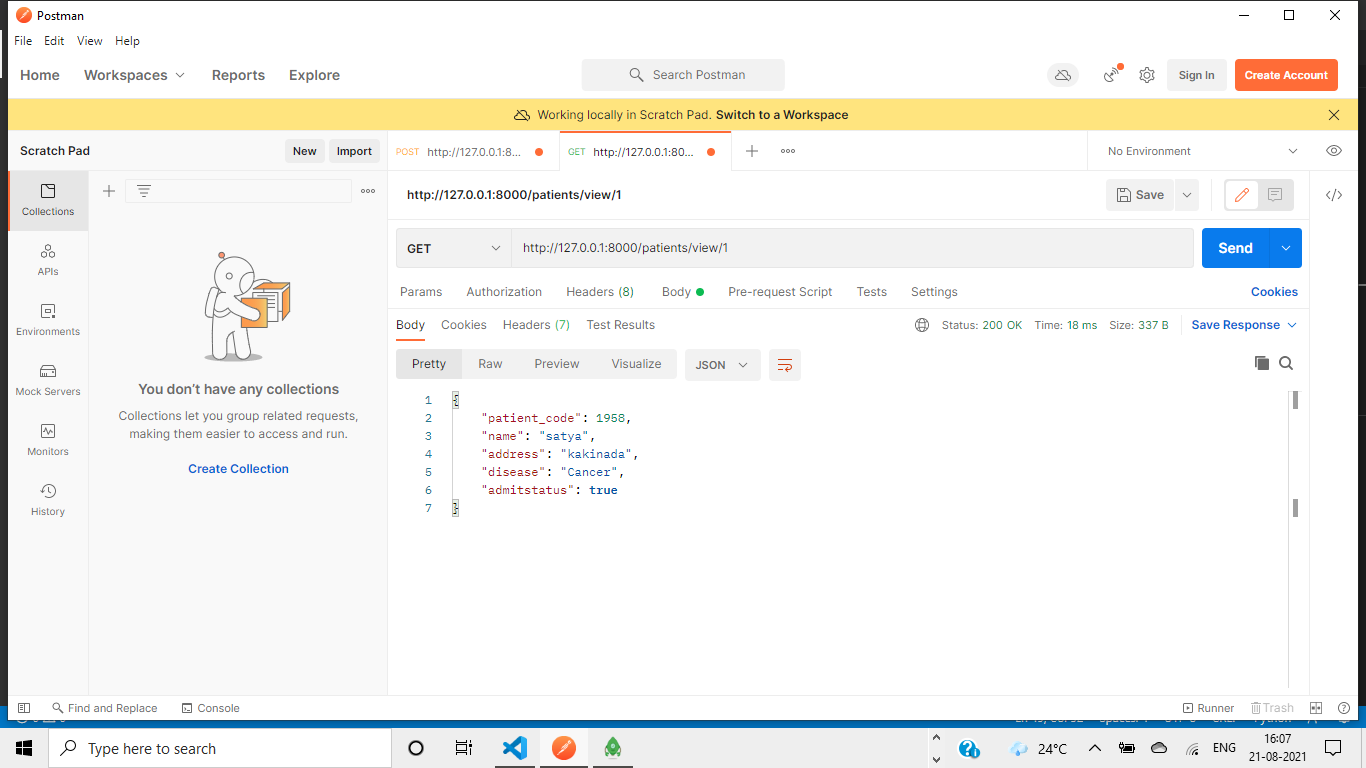 Postman
File Edit View Help
Home Workspaces Reports Explore Search Postman Sign In Create Account
Working locally in Scratch Pad. Switch to a Workspace
Scratch Pad New Import
POST http://127.0.0.1:8... GET http://127.0.0.1:80... No Environment
Collections
APIs
Environments
Mock Servers
Monitors
History
You don't have any collections
Collections let you group related requests,
making them easier to access and run.
Create Collection
http://127.0.0.1:8000/patients/view/1 Save
GET http://127.0.0.1:8000/patients/view/1 Send
Params Authorization Headers (8) Body Pre-request Script Tests Settings Cookies
Body Cookies Headers (7) Test Results Status: 200 OK Time: 18 ms Size: 337 B Save Response
Pretty Raw Preview Visualize JSON
1 {
2 "patient_code": 1968,
3 "name": "satya",
4 "address": "kakinada",
5 "disease": "Cancer",
6 "admitstatus": true
7 }
Find and Replace Console Runner Trash
Type here to search 24°C ENG 16:07
21-08-2021